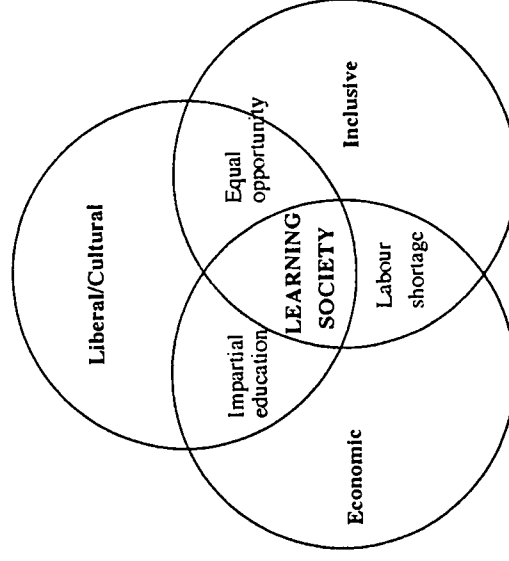 Liberal/Cultural
Impartial
education
Equal
opportunity
LEARNING
SOCIETY
Labour
shortage
Economic
Inclusive